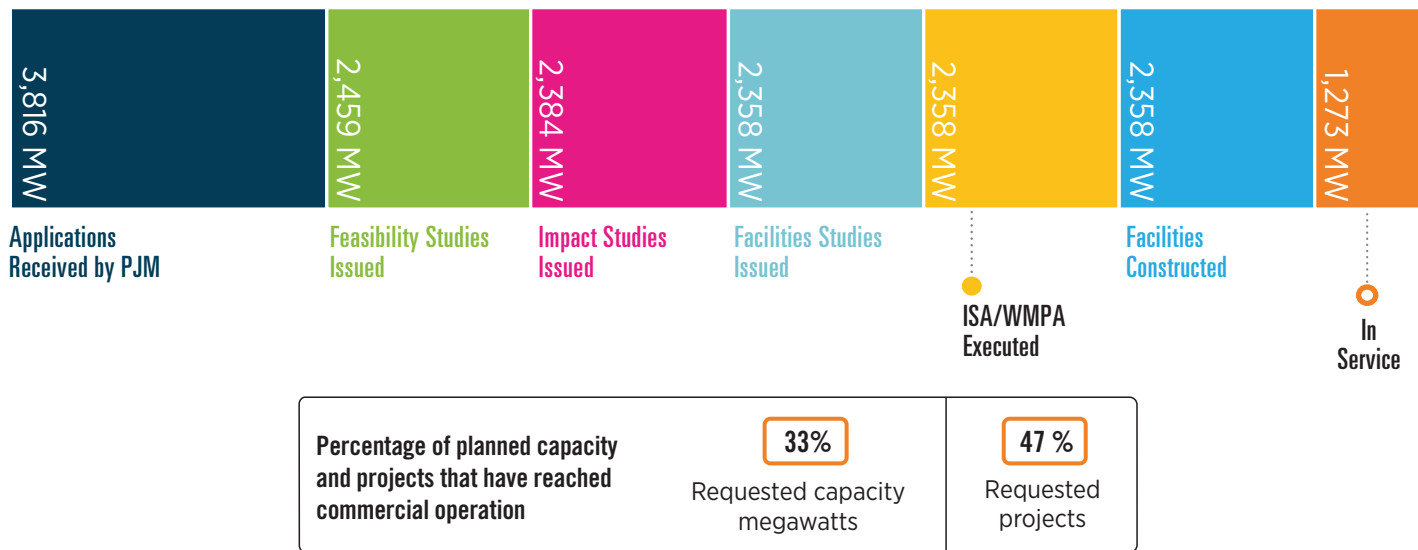 3,816 MW
2,459 MW
2,384 MW
2,358 MW
2,358 MW
2,358 MW
1,273 MW
Applications
Received by PJM
Feasibility Studies
Issued
Impact Studies
Issued
Facilities Studies
Issued
ISA/WMPA
Executed
Facilities
Constructed
In
Service
Percentage of planned capacity
and projects that have reached
commercial operation
33%
Requested capacity
megawatts
47 %
Requested
projects